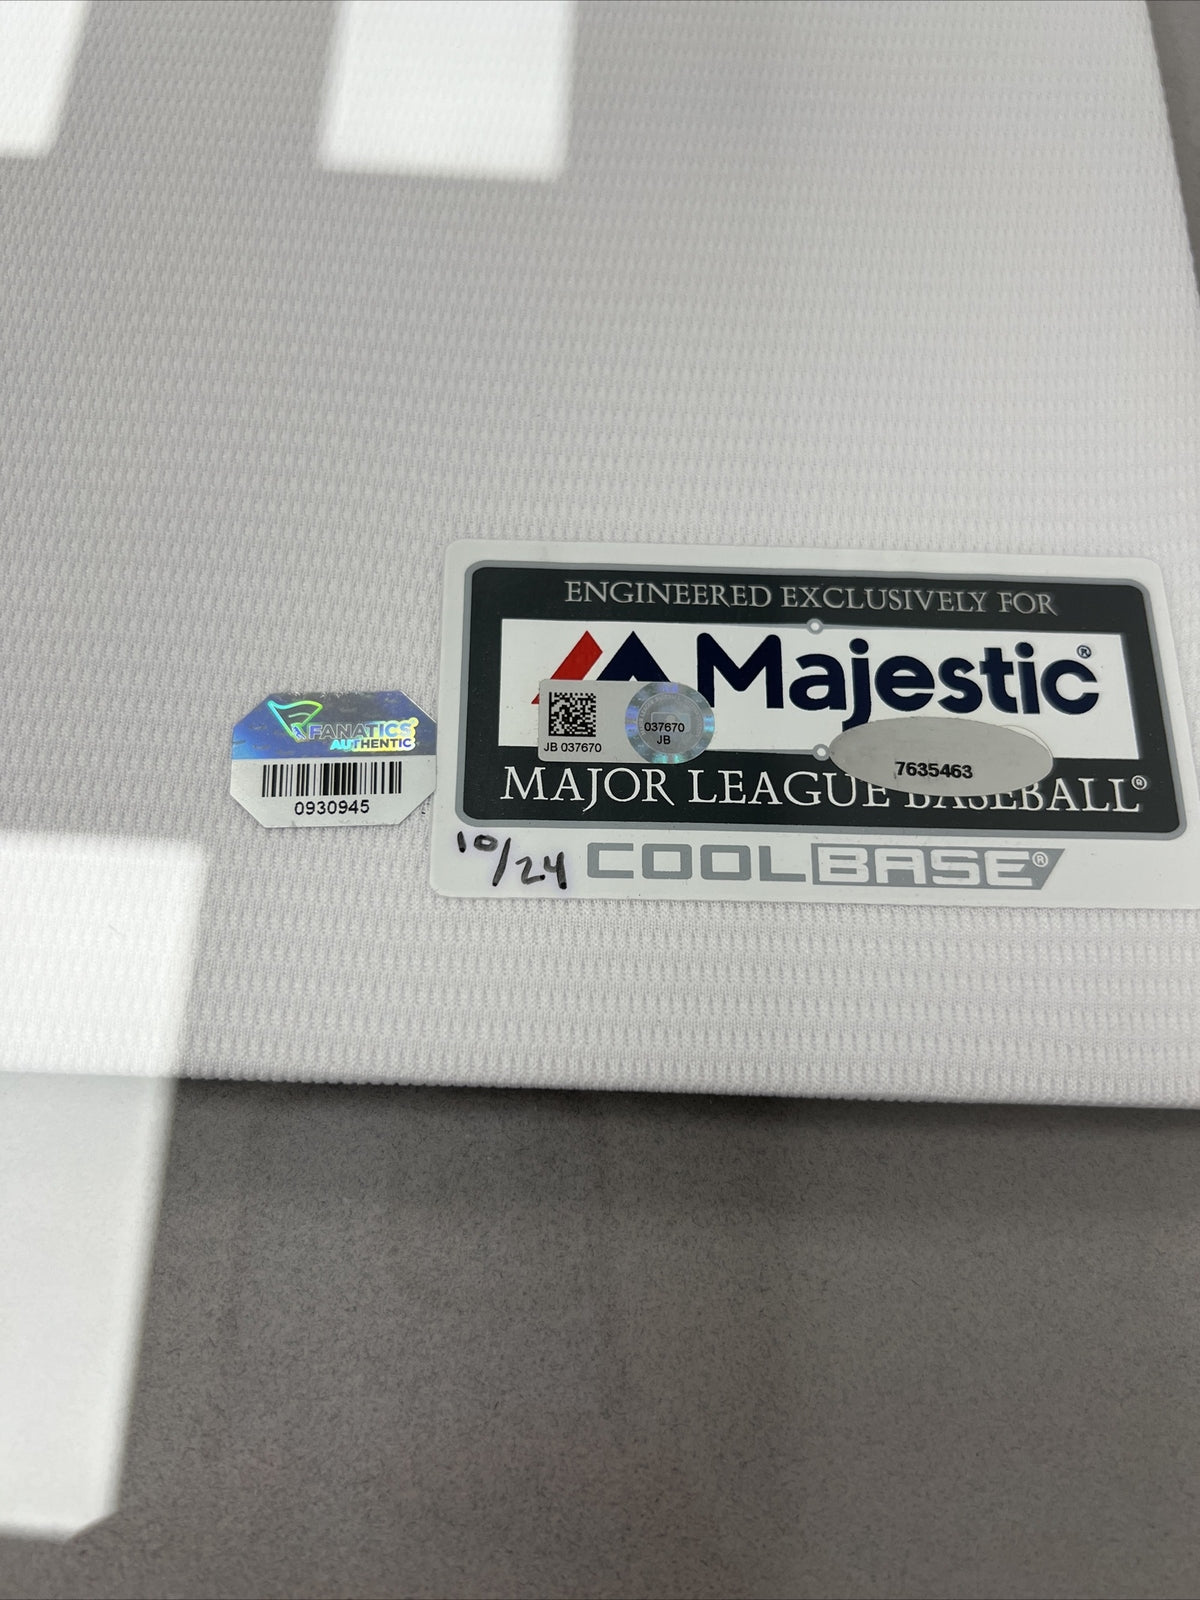 ENGINEERED EXCLUSIVELY FOR
Majestic®
JB 037670
037670
JB
7635463
MAJOR LEAGUE BASEBALL®
FANATICS
AUTHENTIC
0930945
10/24
COOLBASE®